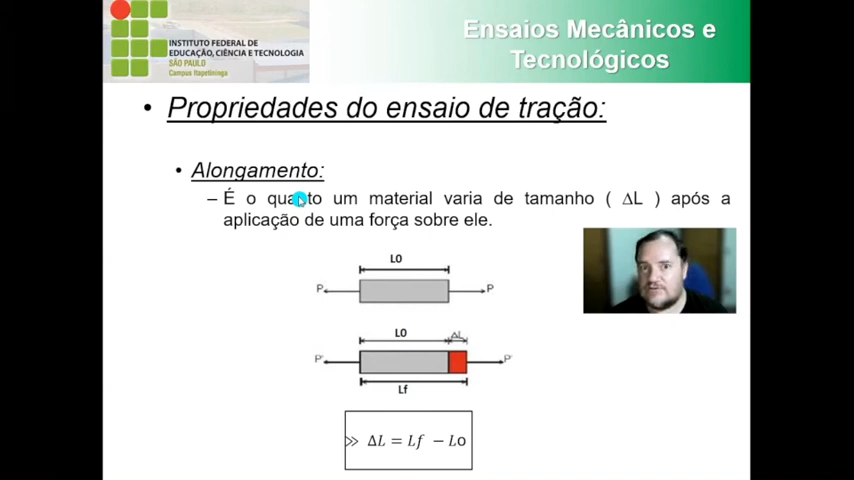 INSTITUTO FEDERAL DE
EDUCAÇÃO, CIÊNCIA E TECNOLOGIA
SÃO PAULO
Campus Itapetininga
Ensaios Mecânicos e
Tecnológicos
• Propriedades do ensaio de tração:
• Alongamento:
– É o quanto um material varia de tamanho ( ΔL ) após a
aplicação de uma força sobre ele.
L0
P P
L0 ΔL
P' P'
Lf
≫ ΔL = Lf − Lo